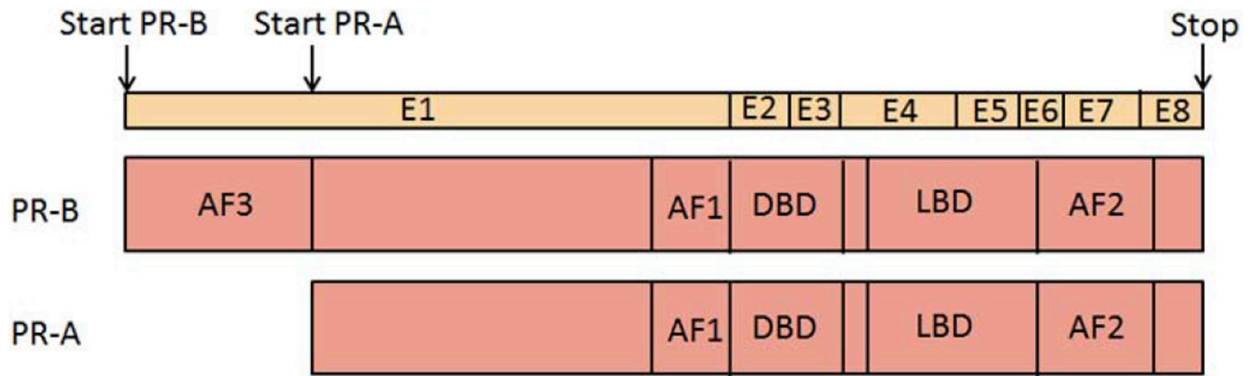 Start PR-B Start PR-A Stop
E1 E2 E3 E4 E5 E6 E7 E8
PR-B AF3 AF1 DBD LBD AF2
PR-A AF1 DBD LBD AF2